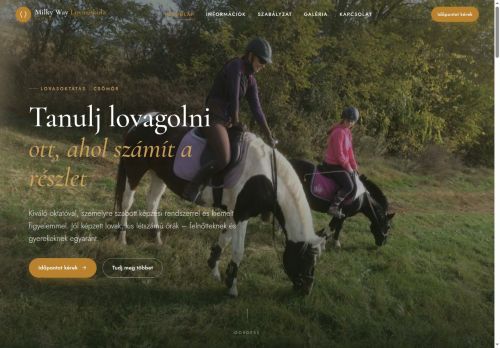 Milky Way Lovasiskola
INFORMÁCIÓK
SZABÁLYZAT
GALÉRIA
KAPCSOLAT
Időpontot kérek
LOVASOKTATÁS · CSÖMÖR
Tanulj lovagolni
ott, ahol számít a
részlet
Kiváló oktatóval, személyre szabott képzési rendszerrel és kiemelt
figyelemmel. Jól képzett lovak, kis létszámú órák — felnőtteknek és
gyerekeknek egyaránt.
Időpontot kérek →
Tudj meg többet
GÖRGESS